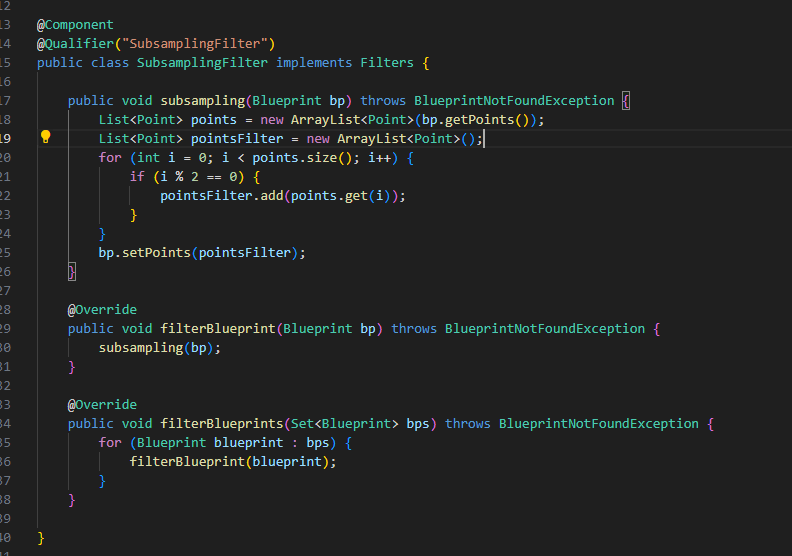 12
13 @Component
14 @Qualifier("SubsamplingFilter")
15 public class SubsamplingFilter implements Filters {
16
17 public void subsampling(Blueprint bp) throws BlueprintNotFoundException {
18 List<Point> points = new ArrayList<Point>(bp.getPoints());
19 List<Point> pointsFilter = new ArrayList<Point>();
20 for (int i = 0; i < points.size(); i++) {
21 if (i % 2 == 0) {
22 pointsFilter.add(points.get(i));
23 }
24 }
25 bp.setPoints(pointsFilter);
26 }
27
28 @Override
29 public void filterBlueprint(Blueprint bp) throws BlueprintNotFoundException {
30 subsampling(bp);
31 }
32
33 @Override
34 public void filterBlueprints(Set<Blueprint> bps) throws BlueprintNotFoundException {
35 for (Blueprint blueprint : bps) {
36 filterBlueprint(blueprint);
37 }
38 }
39
40 }
41